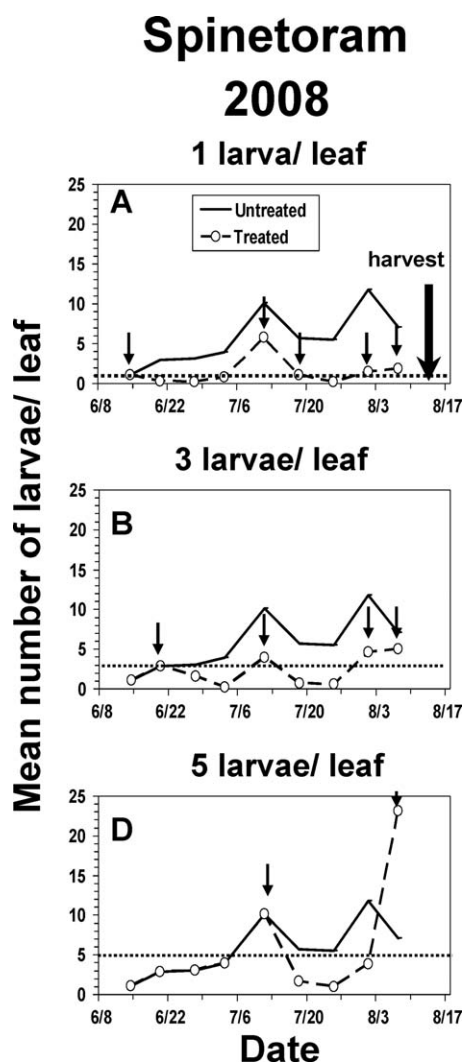 Spinetoram
2008
1 larva/ leaf
A
Untreated
Treated
harvest
25
20
15
10
5
0
6/8 6/22 7/6 7/20 8/3 8/17
3 larvae/ leaf
B
25
20
15
10
5
0
6/8 6/22 7/6 7/20 8/3 8/17
5 larvae/ leaf
D
25
20
15
10
5
0
6/8 6/22 7/6 7/20 8/3 8/17
Mean number of larvae/ leaf
Date